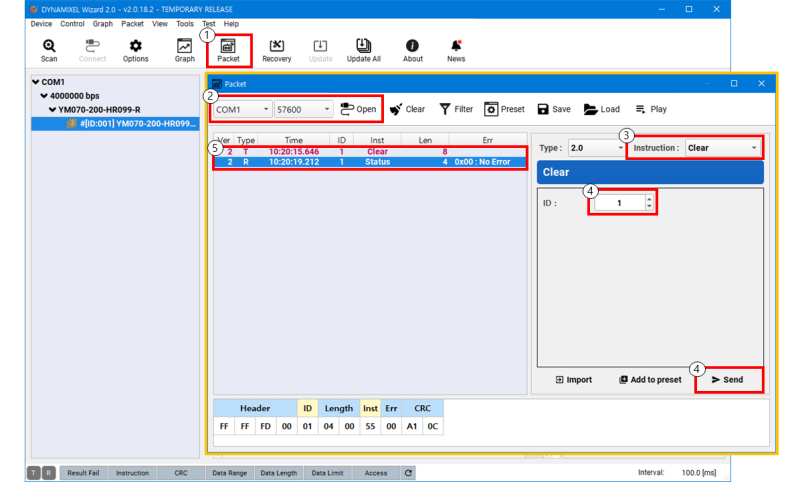 DYNAMIXEL Wizard 2.0 - v2.0.18.2 - TEMPORARY RELEASE
Device Control Graph Packet View Tools Test Help
1
Scan Connect Options Graph Packet Recovery Update Update All About News
COM1
4000000 bps
YM070-200-HR099-R
#[ID:001] YM070-200-HR099...
Packet
2
COM1 57600 Open Clear Filter Preset Save Load Play
Ver Type Time ID Inst Len Err
5
2 T 10:20:15.646 1 Clear 8
2 R 10:20:19.212 1 Status 4 0x00 : No Error
3
Type : 2.0 Instruction : Clear
Clear
4
ID : 1
4
Import Add to preset Send
Header ID Length Inst Err CRC
FF FF FD 00 01 04 00 55 00 A1 0C
T R Result Fail Instruction CRC Data Range Data Length Data Limit Access Interval: 100.0 [ms]